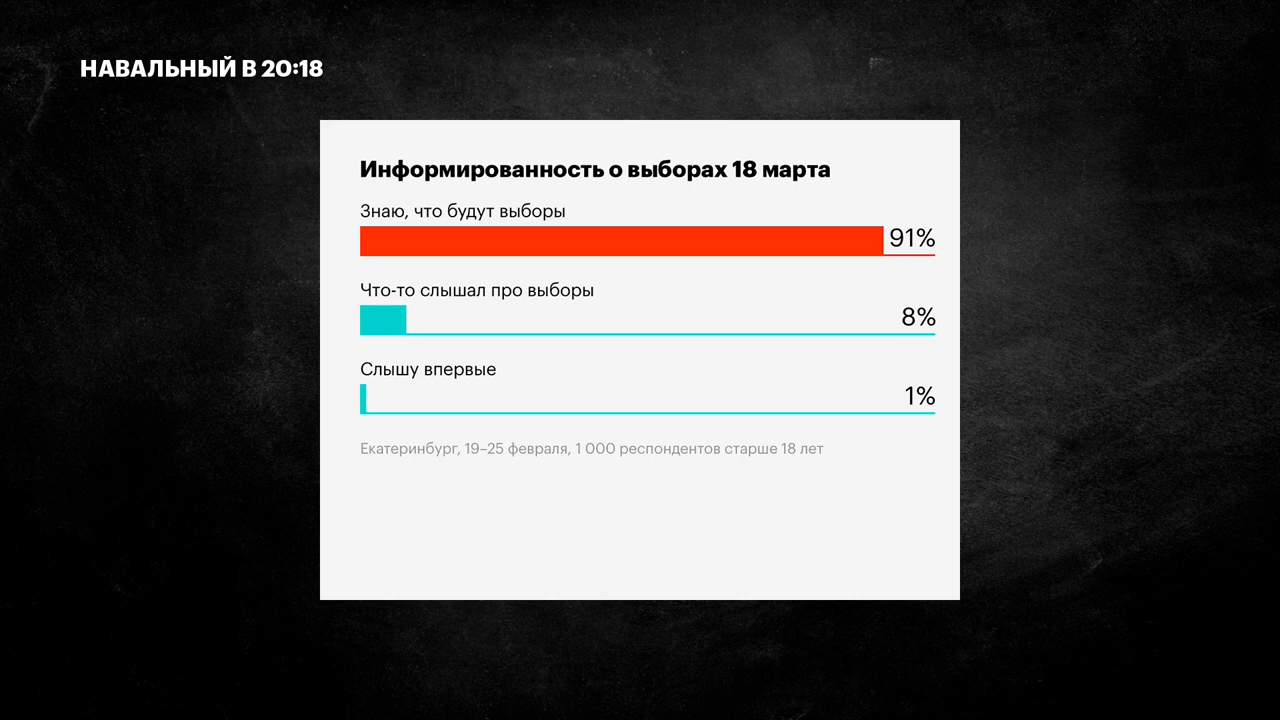 НАВАЛЬНЫЙ В 20:18
Информированность о выборах 18 марта
Знаю, что будут выборы
91%
Что-то слышал про выборы
8%
Слышу впервые
1%
Екатеринбург, 19–25 февраля, 1 000 респондентов старше 18 лет